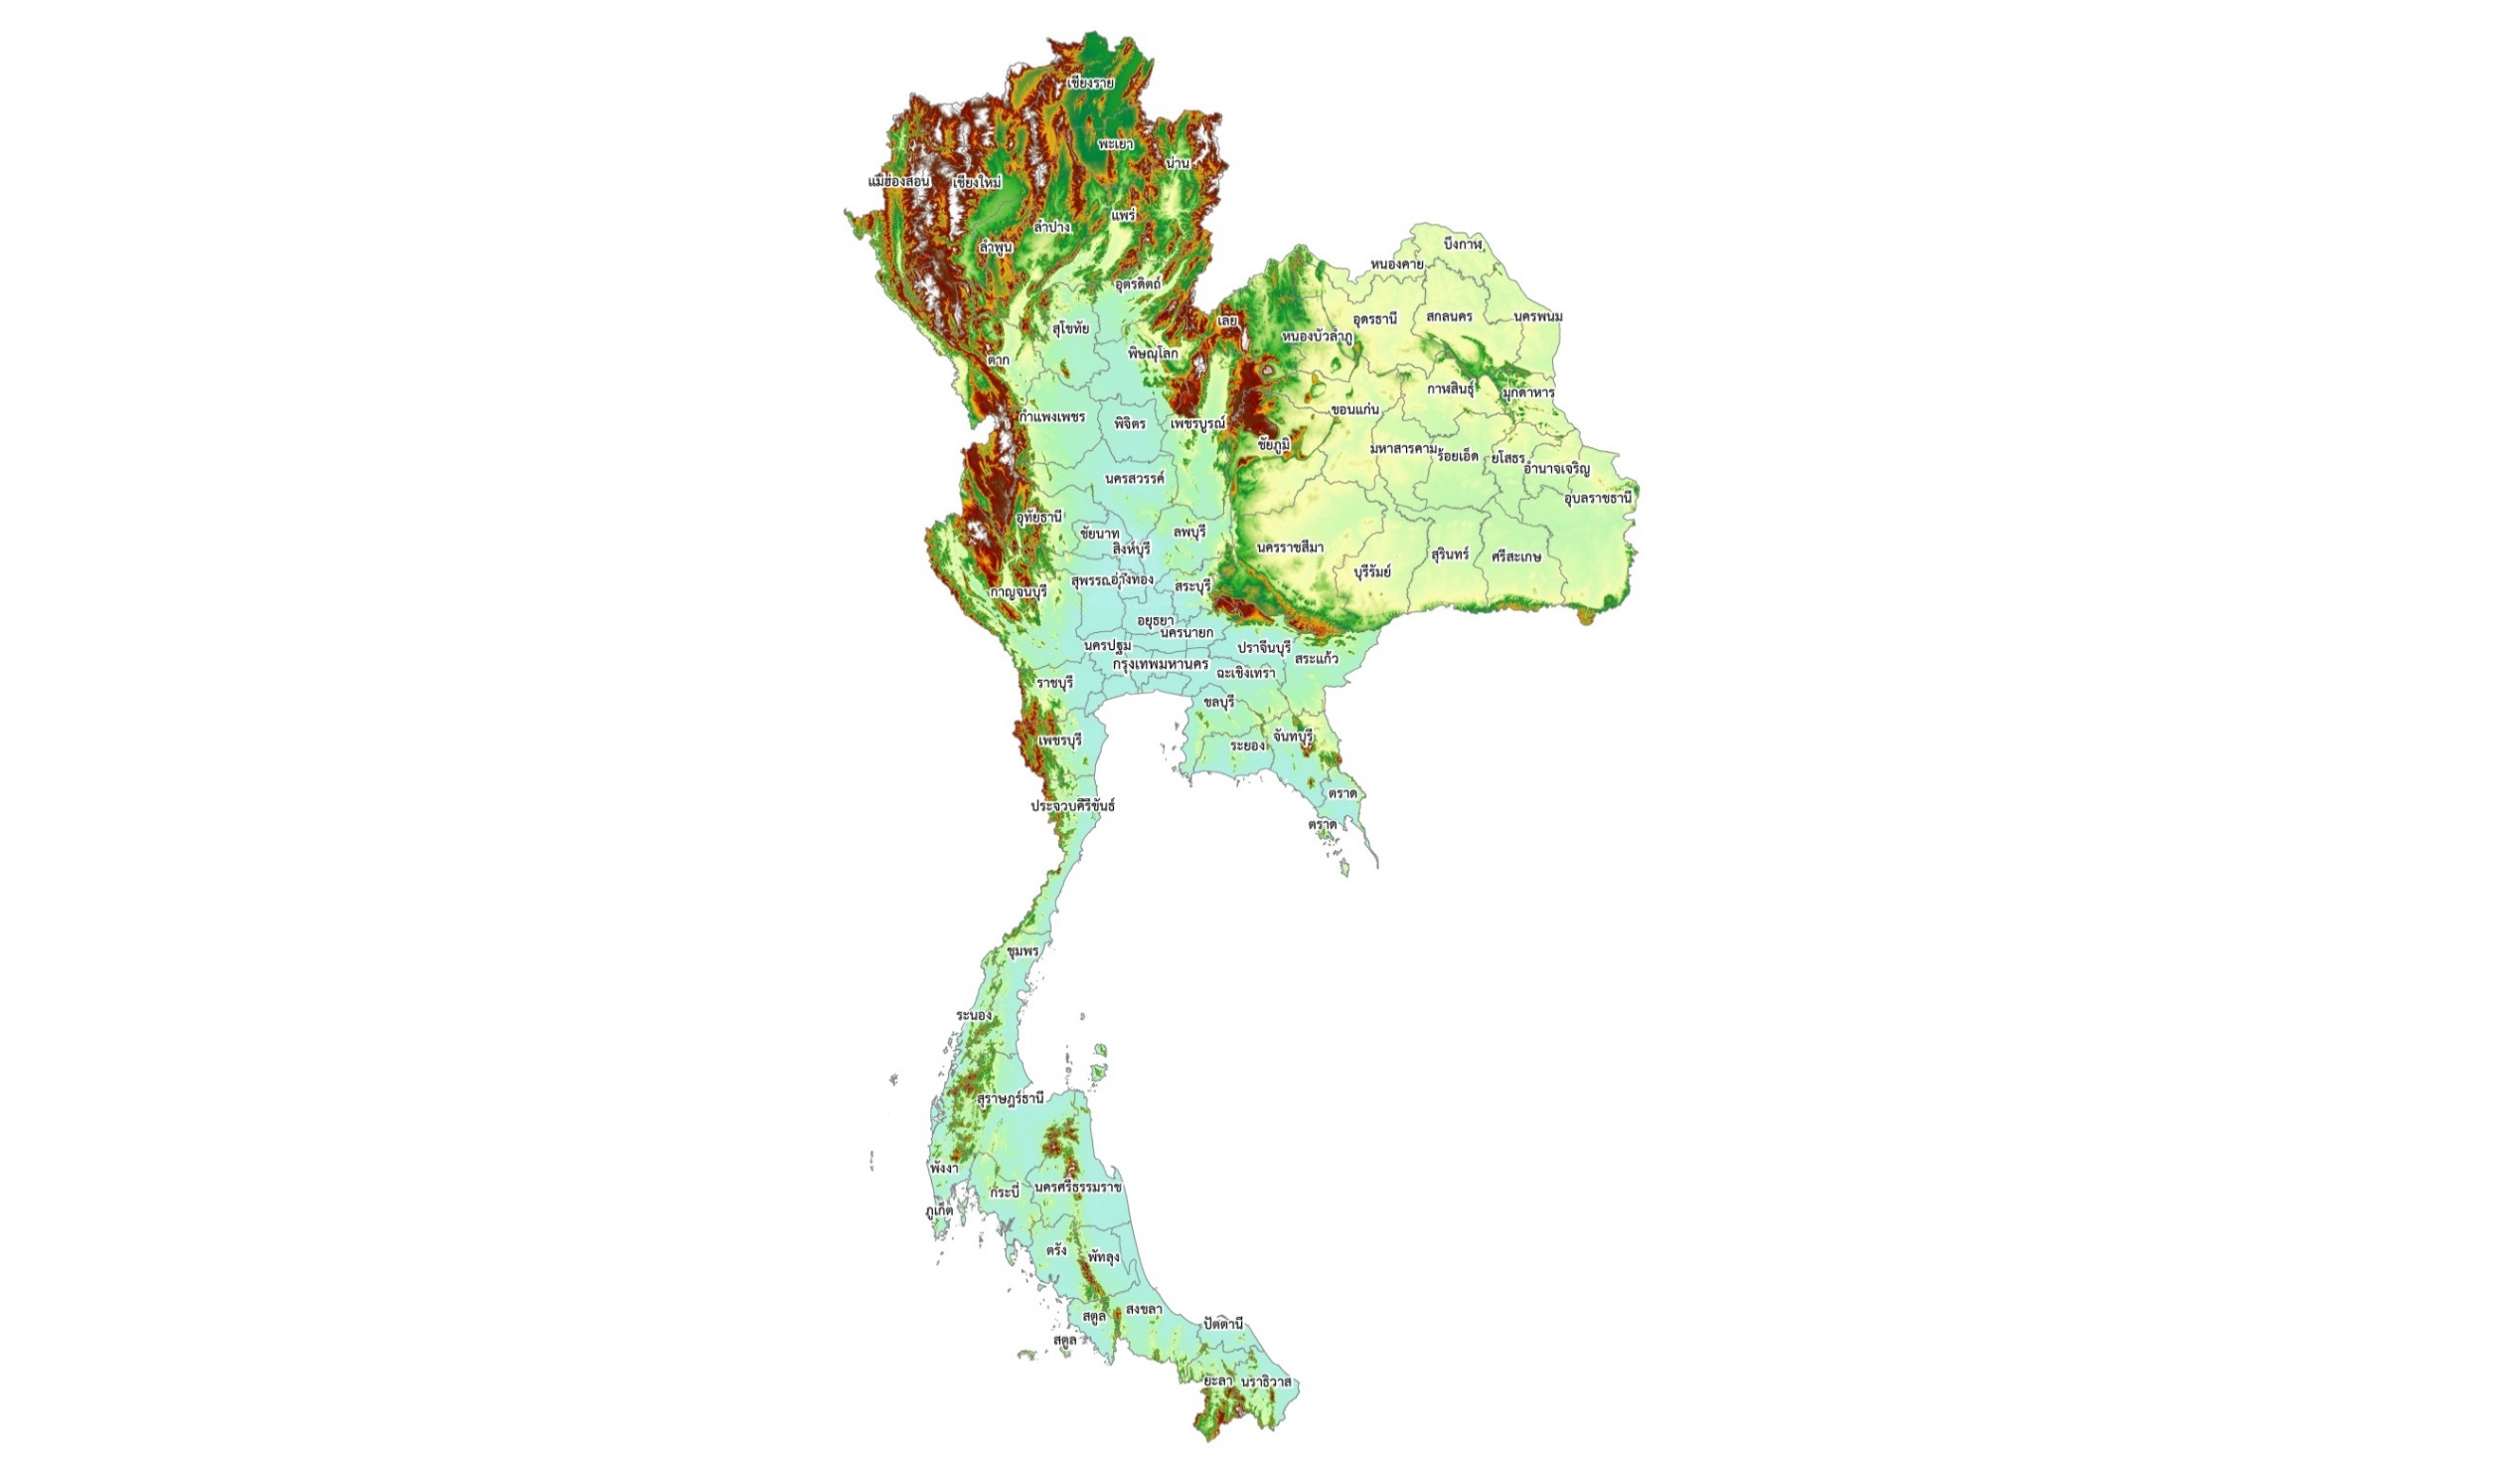 เชียงราย
พะเยา
น่าน
แม่ฮ่องสอน
เชียงใหม่
แพร่
ลำปาง
ลำพูน
บึงกาฬ
หนองคาย
อุตรดิตถ์
สุโขทัย
เลย
อุดรธานี
สกลนคร
นครพนม
หนองบัวลำภู
พิษณุโลก
ตาก
กาฬสินธุ์
มุกดาหาร
ขอนแก่น
กำแพงเพชร
พิจิตร
เพชรบูรณ์
ชัยภูมิ
มหาสารคาม
ร้อยเอ็ด
ยโสธร
อำนาจเจริญ
นครสวรรค์
อุบลราชธานี
อุทัยธานี
ชัยนาท
ลพบุรี
สิงห์บุรี
นครราชสีมา
สุรินทร์
ศรีสะเกษ
บุรีรัมย์
สุพรรณ
อ่างทอง
สระบุรี
กาญจนบุรี
อยุธยา
นครนายก
นครปฐม
ปราจีนบุรี
สระแก้ว
กรุงเทพมหานคร
ฉะเชิงเทรา
ราชบุรี
ชลบุรี
เพชรบุรี
ระยอง
จันทบุรี
ตราด
ประจวบคีรีขันธ์
ตราด
ชุมพร
ระนอง
สุราษฎร์ธานี
พังงา
กระบี่
นครศรีธรรมราช
ภูเก็ต
ตรัง
พัทลุง
สตูล
สงขลา
ปัตตานี
สตูล
ยะลา
นราธิวาส